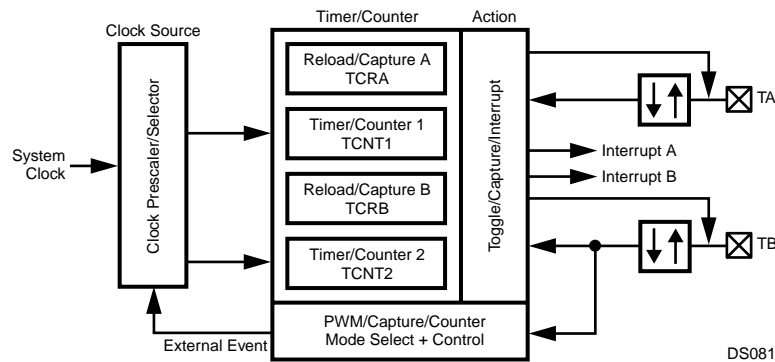 Timer/Counter
Action
Clock Source
Reload/Capture A
TCRA
TA
Clock Prescaler/Selector
Timer/Counter 1
TCNT1
Toggle/Capture/Interrupt
System
Clock
Interrupt A
Interrupt B
Reload/Capture B
TCRB
Timer/Counter 2
TCNT2
TB
PWM/Capture/Counter
Mode Select + Control
External Event
DS081